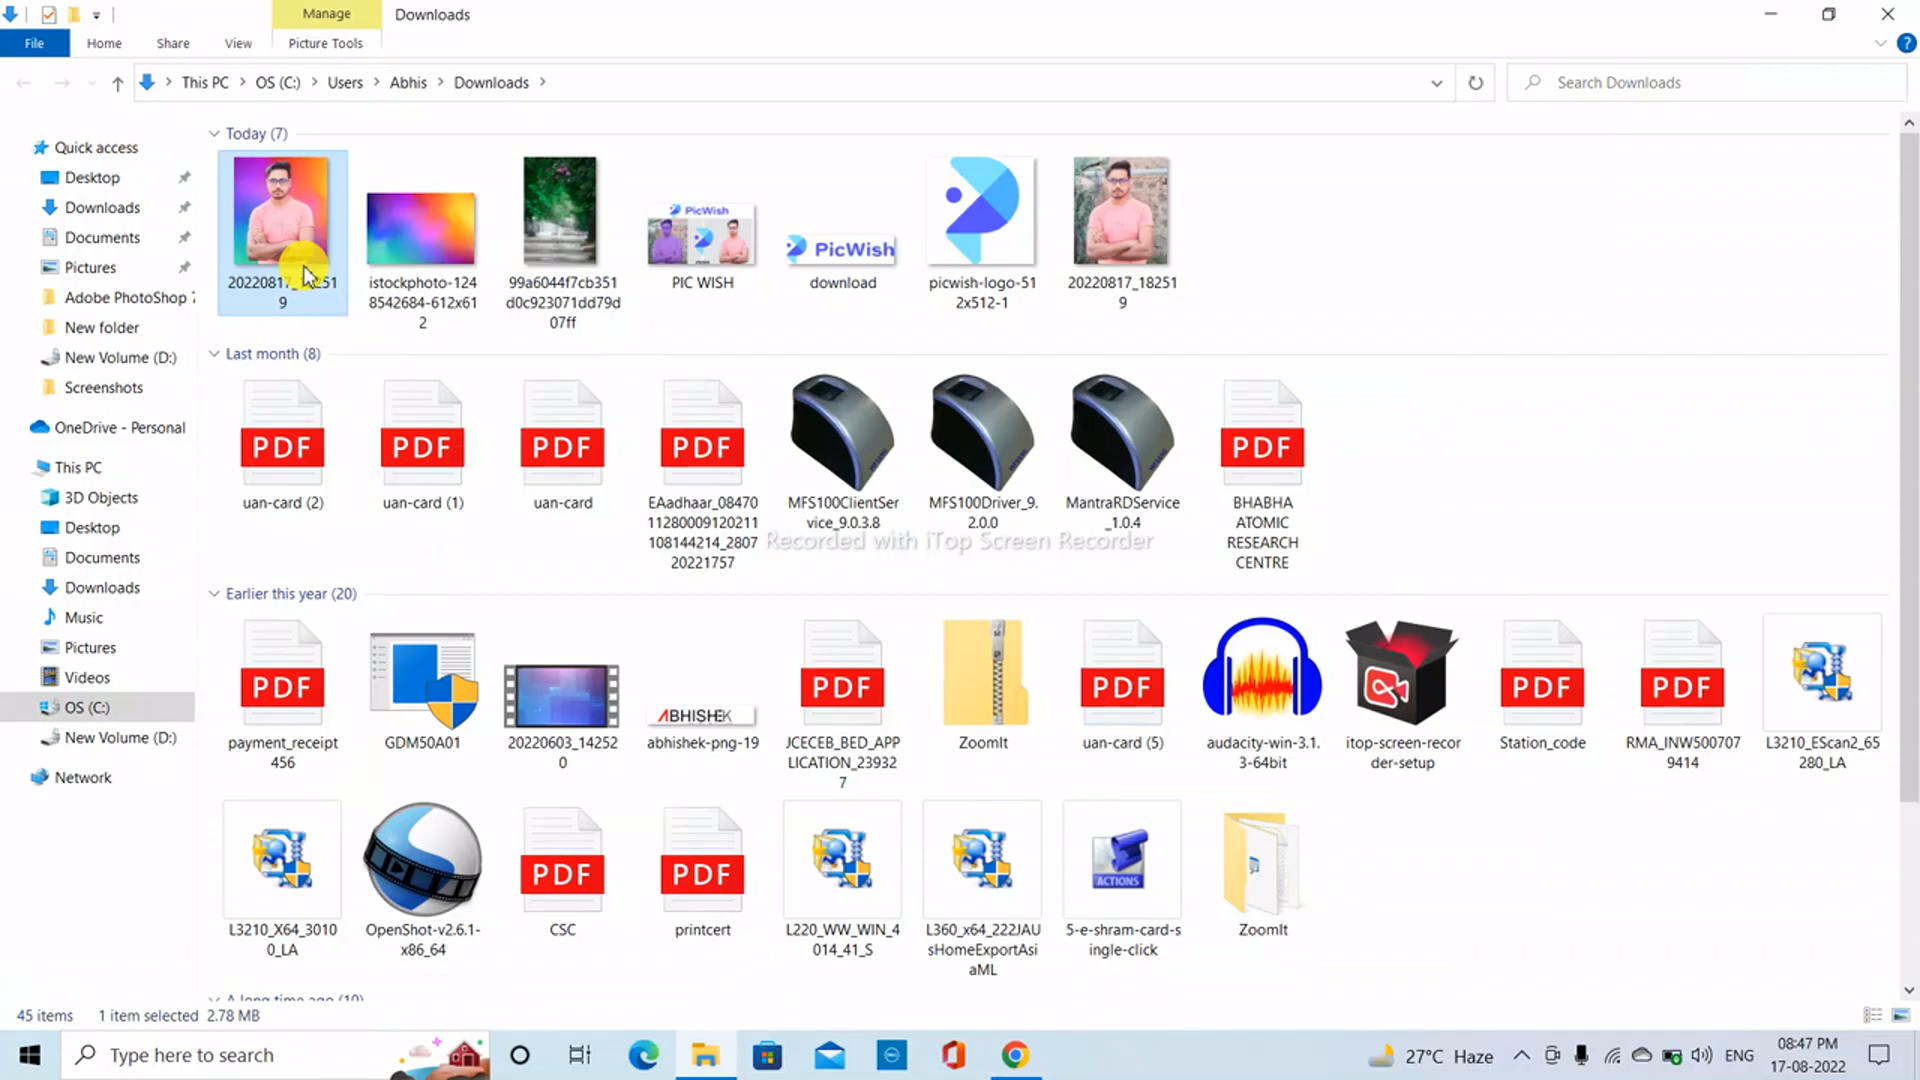 Manage
Downloads
File
Home
Share
View
Picture Tools
This PC
OS (C:)
Users
Abhis
Downloads
Search Downloads
Quick access
Desktop
Downloads
Documents
Pictures
Adobe PhotoShop 7
New folder
New Volume (D:)
Screenshots
OneDrive - Personal
This PC
3D Objects
Desktop
Documents
Downloads
Music
Pictures
Videos
OS (C:)
New Volume (D:)
Network
Today (7)
PicWish
PicWish
20220817_182519
istockphoto-124
8542684-612x61
2
99a6044f7cb351
d0c923071dd79d
07ff
PIC WISH
download
picwish-logo-51
2x512-1
20220817_18251
9
Last month (8)
PDF
PDF
PDF
PDF
PDF
uan-card (2)
uan-card (1)
uan-card
EAadhaar_08470
11280009120211
108144214_2807
20221757
MFS100ClientSer
vice_9.0.3.8
MFS100Driver_9.
2.0.0
MantraRDService
_1.0.4
BHABHA
ATOMIC
RESEARCH
CENTRE
Recorded with iTop Screen Recorder
Earlier this year (20)
PDF
ABHISHEK
PDF
PDF
PDF
PDF
payment_receipt
456
GDM50A01
20220603_14252
0
abhishek-png-19
JCECEB_BED_APP
LICATION_23932
7
ZoomIt
uan-card (5)
audacity-win-3.1.
3-64bit
itop-screen-recor
der-setup
Station_code
RMA_INW500707
9414
L3210_EScan2_65
280_LA
PDF
PDF
ACTIONS
L3210_X64_3010
0_LA
OpenShot-v2.6.1-
x86_64
CSC
printcert
L220_WW_WIN_4
014_41_S
L360_x64_222JAU
sHomeExportAsi
aML
5-e-shram-card-s
ingle-click
ZoomIt
A long time ago (10)
45 items
1 item selected 2.78 MB
Type here to search
27°C Haze
ENG
08:47 PM
17-08-2022